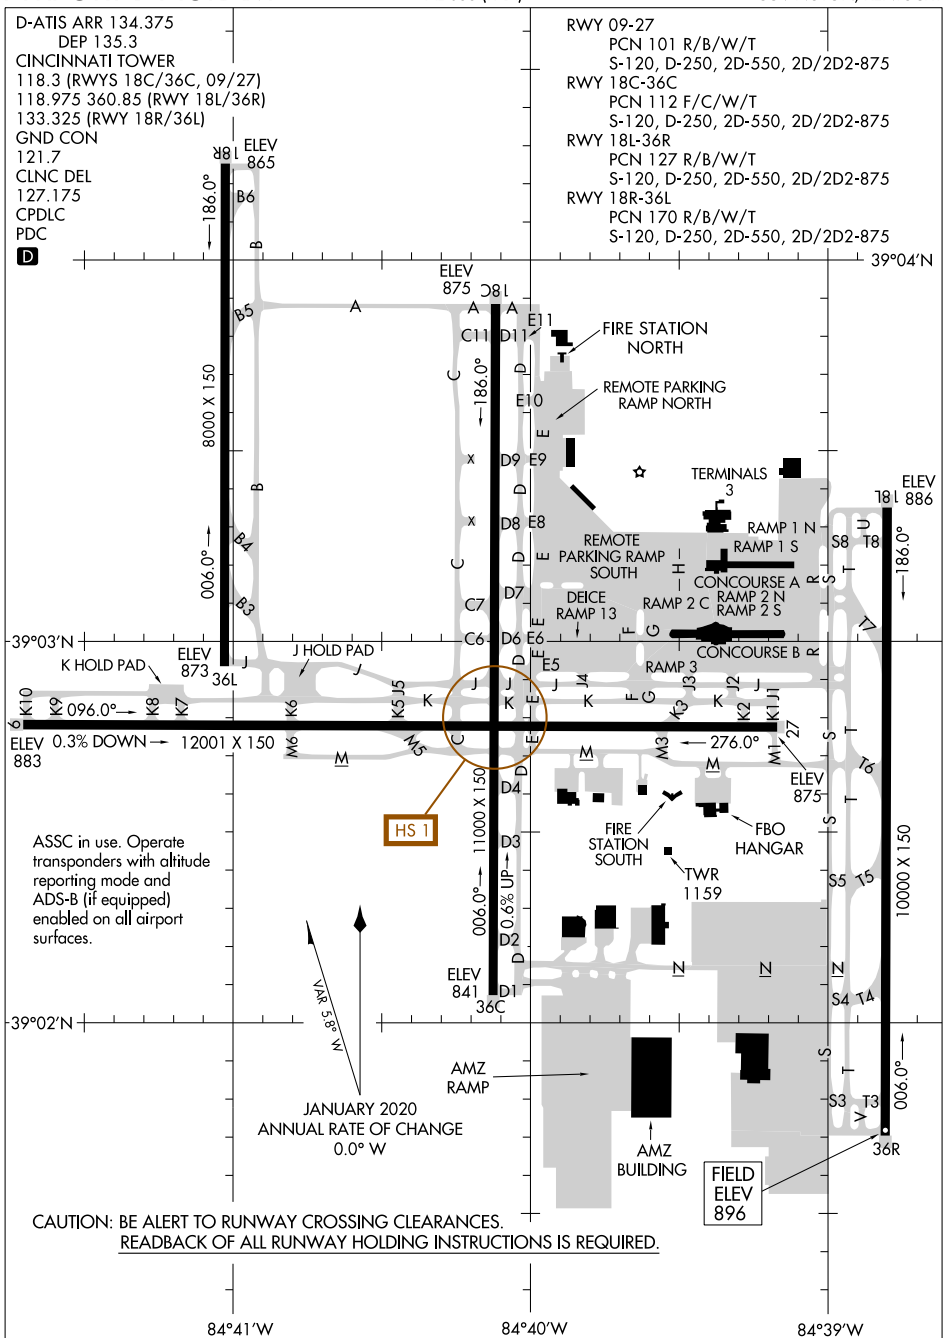 D-ATIS ARR 134.375
DEP 135.3
CINCINNATI TOWER
118.3 (RWYS 18C/36C, 09/27)
118.975 360.85 (RWY 18L/36R)
133.325 (RWY 18R/36L)
GND CON
121.7
CLNC DEL
127.175
CPDLC
PDC
D
RWY 09-27
PCN 101 R/B/W/T
S-120, D-250, 2D-550, 2D/2D2-875
RWY 18C-36C
PCN 112 F/C/W/T
S-120, D-250, 2D-550, 2D/2D2-875
RWY 18L-36R
PCN 127 R/B/W/T
S-120, D-250, 2D-550, 2D/2D2-875
RWY 18R-36L
PCN 170 R/B/W/T
S-120, D-250, 2D-550, 2D/2D2-875
18R
ELEV
865
186.0°
B6
B
39°04'N
ELEV
875
18C
B5
A
A
A
C11
D11
E11
FIRE STATION
NORTH
C
186.0°
D
REMOTE PARKING
RAMP NORTH
E10
8000 X 150
E
X
D9
E9
TERMINALS
3
B
D
ELEV
886
18L
X
D8
E8
RAMP 1 N
U
B4
REMOTE
PARKING RAMP
SOUTH
RAMP 1 S
S8
T8
006.0°
C
D
E
H
CONCOURSE A
R
S
T
186.0°
B3
C7
D7
DEICE
RAMP 13
RAMP 2 C
RAMP 2 N
RAMP 2 S
E
F
G
T7
39°03'N
C6
D6
E6
CONCOURSE B
R
K HOLD PAD
J HOLD PAD
ELEV
873
36L
J
J
D
E
E5
RAMP 3
J5
J
J
J
J4
J3
J2
J
J1
K10
K9
K8
K7
K6
K5
K
K
E
K
F
G
K3
K
K2
K1
9
096.0°
27
ELEV
883
0.3% DOWN
12001 X 150
M6
M
M5
C
E
M
M3
276.0°
M
M1
S
T
T6
ELEV
875
D
D4
11000 X 150
HS 1
D3
FIRE
STATION
SOUTH
FBO
HANGAR
T
S
10000 X 150
ASSC in use. Operate
transponders with altitude
reporting mode and
ADS-B (if equipped)
enabled on all airport
surfaces.
TWR
1159
006.0°
0.6% UP
S5
T5
D2
D
N
N
N
VAR 5.8° W
ELEV
841
36C
D1
S4
T4
39°02'N
AMZ
RAMP
S
T
006.0°
JANUARY 2020
ANNUAL RATE OF CHANGE
0.0° W
S3
T3
V
AMZ
BUILDING
36R
FIELD
ELEV
896
CAUTION: BE ALERT TO RUNWAY CROSSING CLEARANCES.
READBACK OF ALL RUNWAY HOLDING INSTRUCTIONS IS REQUIRED.
84°41'W
84°40'W
84°39'W